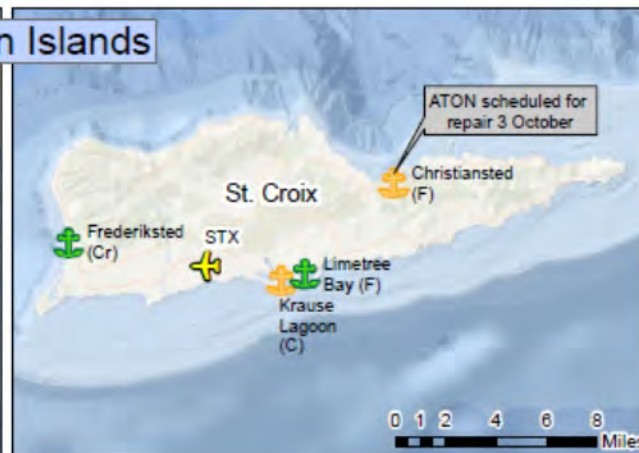 n Islands
ATON scheduled for
repair 3 October
Christiansted
(F)
St. Croix
Frederiksted
(Cr)
STX
Limetree
Bay (F)
Krause
Lagoon
(C)
0 1 2 4 6 8
Miles